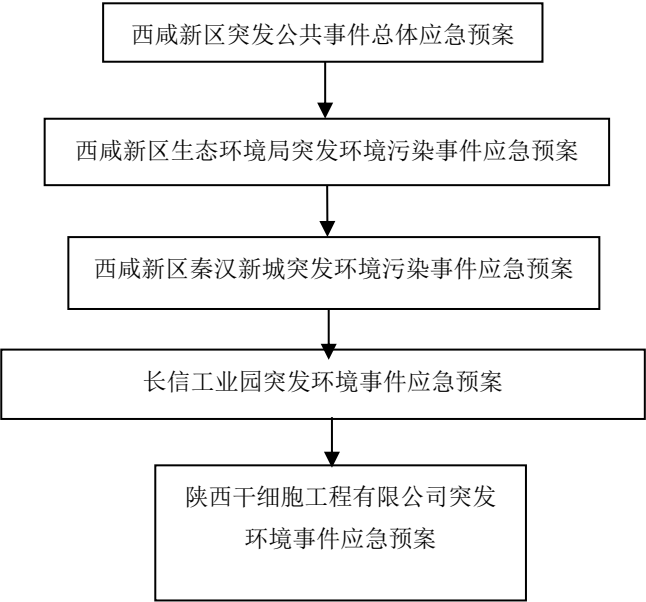 西咸新区突发公共事件总体应急预案
西咸新区生态环境局突发环境污染事件应急预案
西咸新区秦汉新城突发环境污染事件应急预案
长信工业园突发环境事件应急预案
陕西干细胞工程有限公司突发
环境事件应急预案